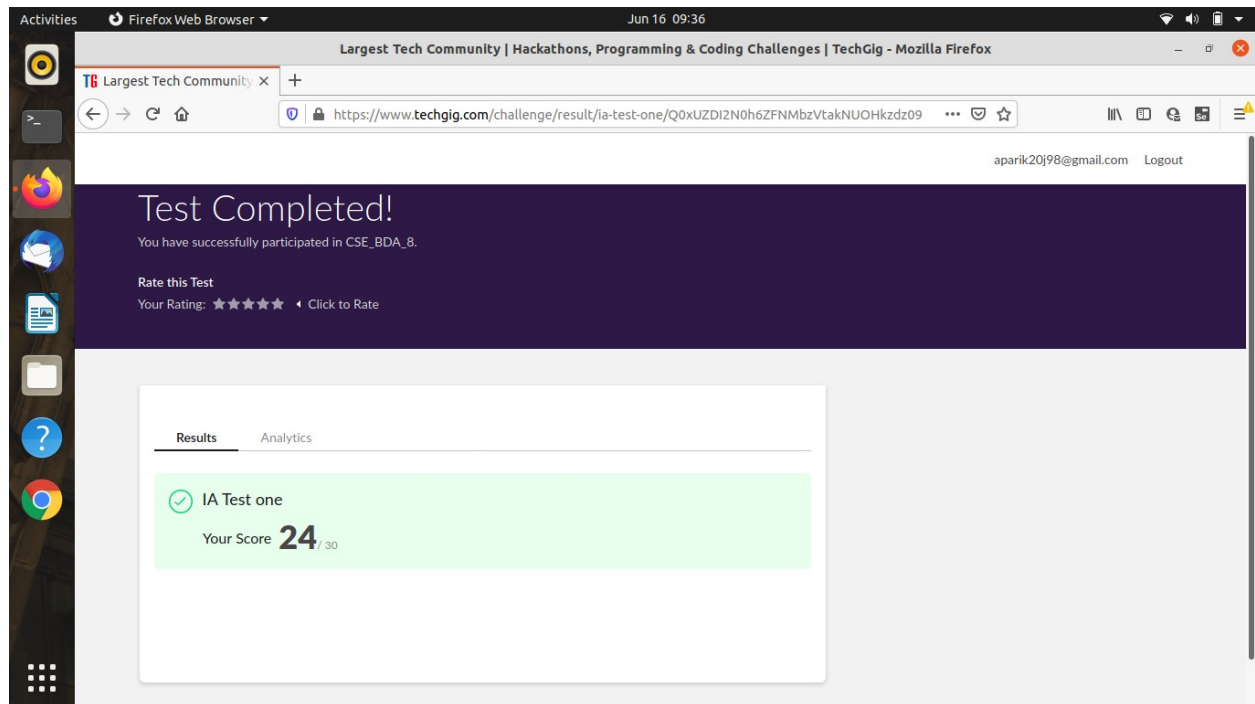 Activities Firefox Web Browser Jun 16 09:36
Largest Tech Community | Hackathons, Programming & Coding Challenges | TechGig - Mozilla Firefox
TG Largest Tech Community
https://www.techgig.com/challenge/result/ia-test-one/Q0xUZDI2N0h6ZFNMbzVtakNUOHkzdz09
aparik20j98@gmail.com Logout
Test Completed!
You have successfully participated in CSE_BDA_8.
Rate this Test
Your Rating: Click to Rate
Results Analytics
IA Test one
Your Score 24 / 30